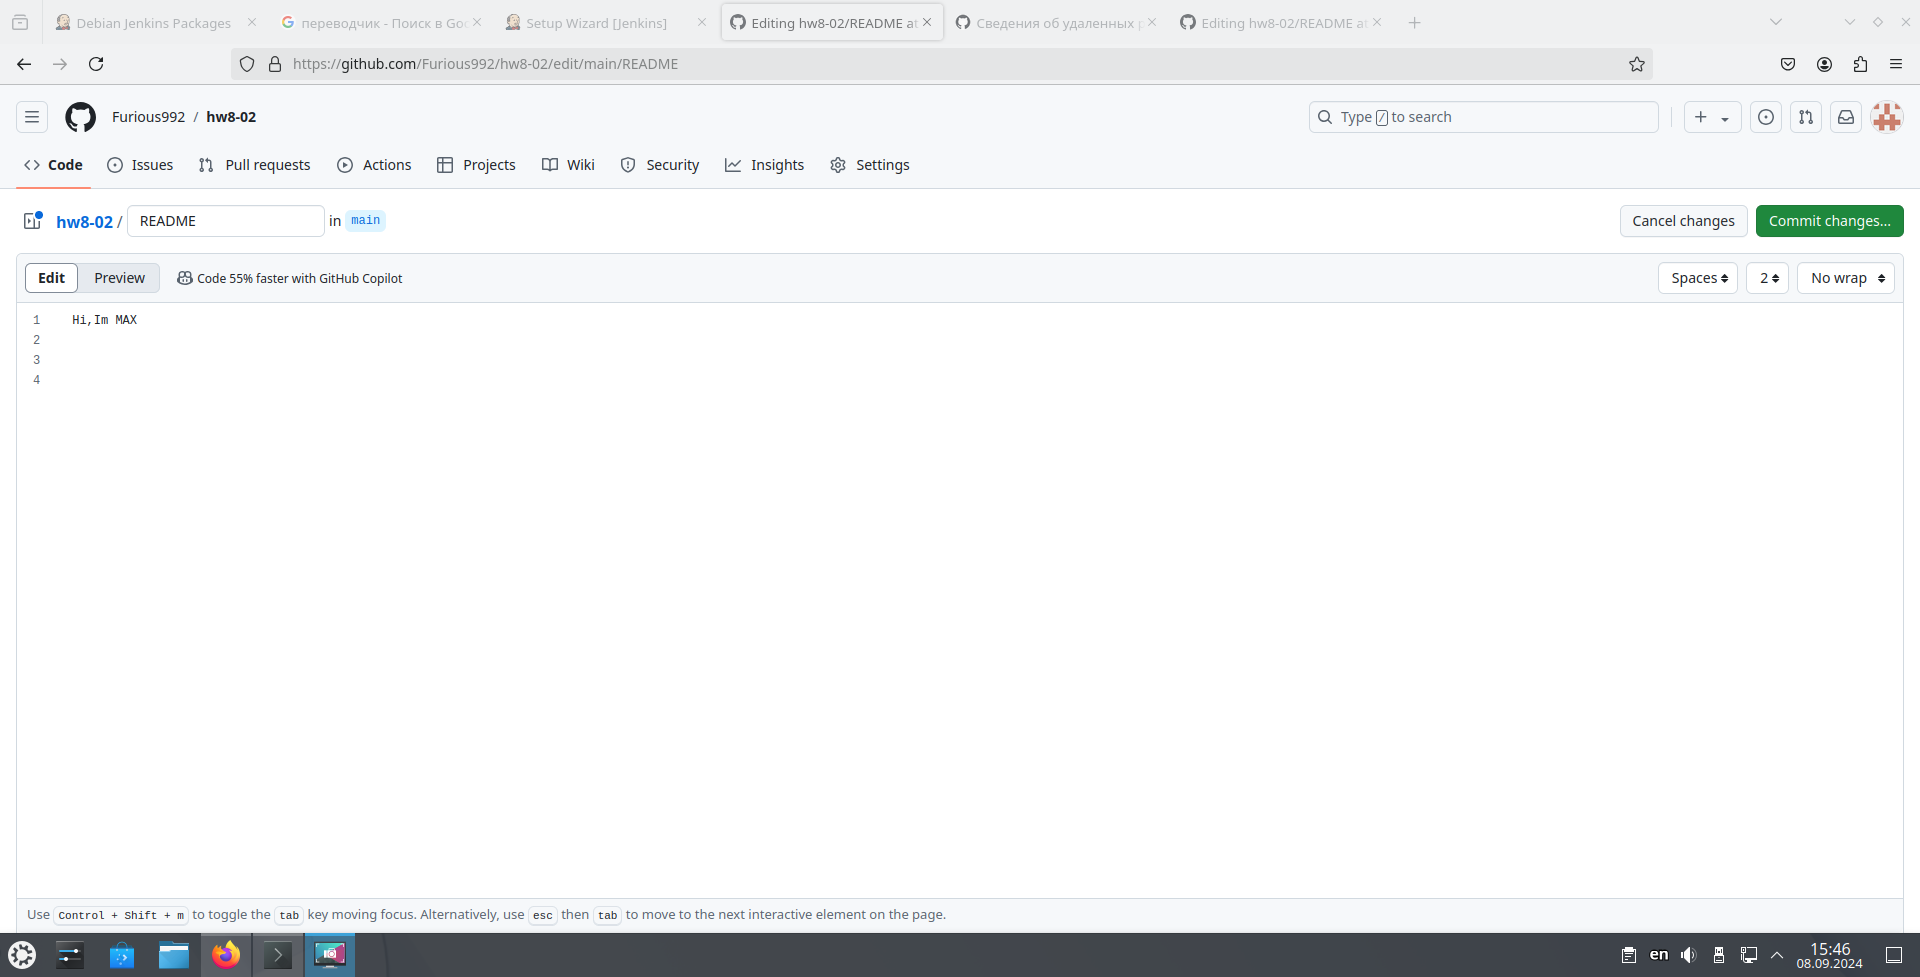 Debian Jenkins Packages
переводчик - Поиск в Goo
Setup Wizard [Jenkins]
Editing hw8-02/README at
Сведения об удаленных р
Editing hw8-02/README at
https://github.com/Furious992/hw8-02/edit/main/README
Furious992 / hw8-02
Type / to search
Code
Issues
Pull requests
Actions
Projects
Wiki
Security
Insights
Settings
hw8-02 / README in main
Cancel changes
Commit changes...
Edit
Preview
Code 55% faster with GitHub Copilot
Spaces
2
No wrap
1 Hi,Im MAX
2
3
4
Use Control + Shift + m to toggle the tab key moving focus. Alternatively, use esc then tab to move to the next interactive element on the page.
en
15:46
08.09.2024